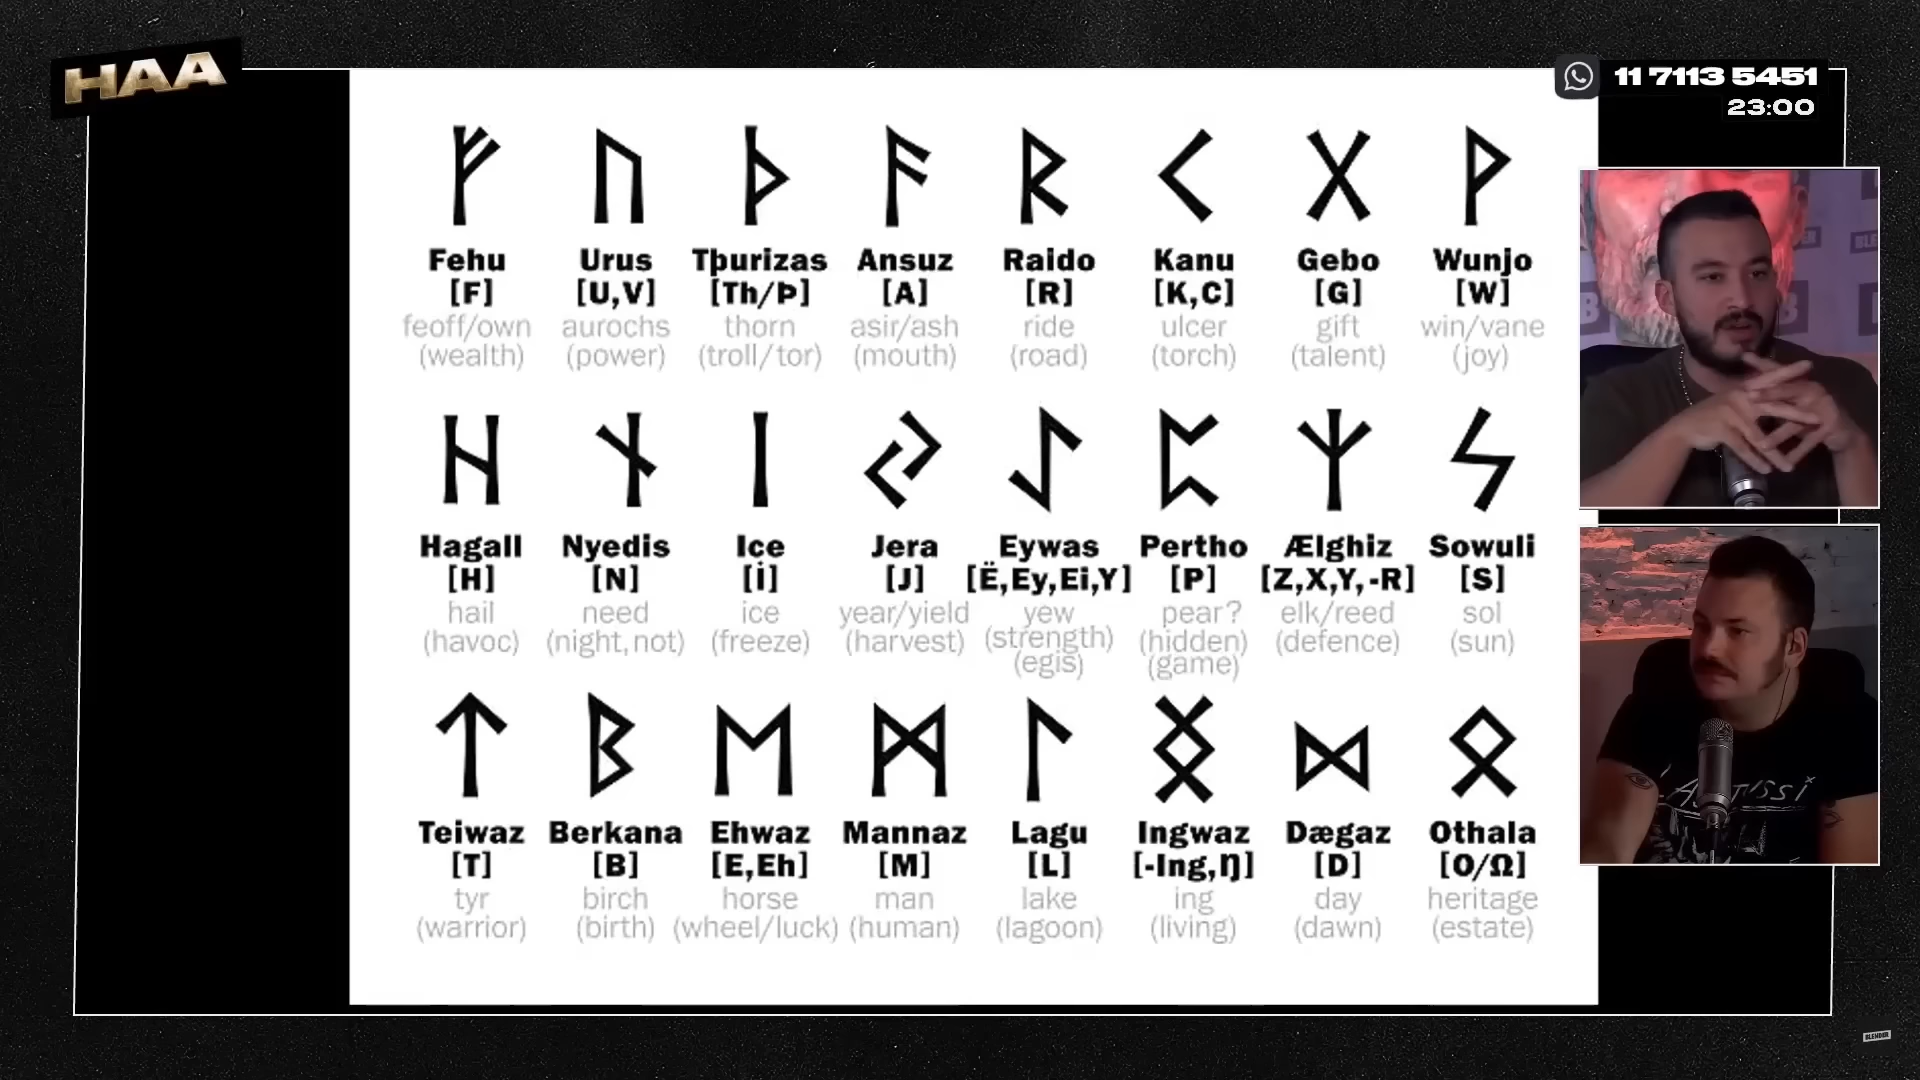 HAA
11 7113 5451
23:00
ᚠ ᚢ ᚦ ᚨ ᚱ ᚲ ᚷ ᚹ
Fehu Urus Tþurizas Ansuz Raido Kanu Gebo Wunjo
[F] [U,V] [Th/Þ] [A] [R] [K,C] [G] [W]
feoff/own aurochs thorn asir/ash ride ulcer gift win/vane
(wealth) (power) (troll/tor) (mouth) (road) (torch) (talent) (joy)
ᚺ ᚾ ᛁ ᛃ ᛇ ᛈ ᛉ ᛊ
Hagall Nyedis Ice Jera Eywas Pertho Ælghiz Sowuli
[H] [N] [İ] [J] [Ë,Ey,Ei,Y] [P] [Z,X,Y,-R] [S]
hail need ice year/yield yew pear? elk/reed sol
(havoc) (night,not) (freeze) (harvest) (strength) (hidden) (defence) (sun)
(egis) (game)
ᛏ ᛒ ᛖ ᛗ ᛚ ᛝ ᛞ ᛟ
Teiwaz Berkana Ehwaz Mannaz Lagu Ingwaz Dægaz Othala
[T] [B] [E,Eh] [M] [L] [-Ing,Ŋ] [D] [O/Ω]
tyr birch horse man lake ing day heritage
(warrior) (birth) (wheel/luck) (human) (lagoon) (living) (dawn) (estate)
BLENDER